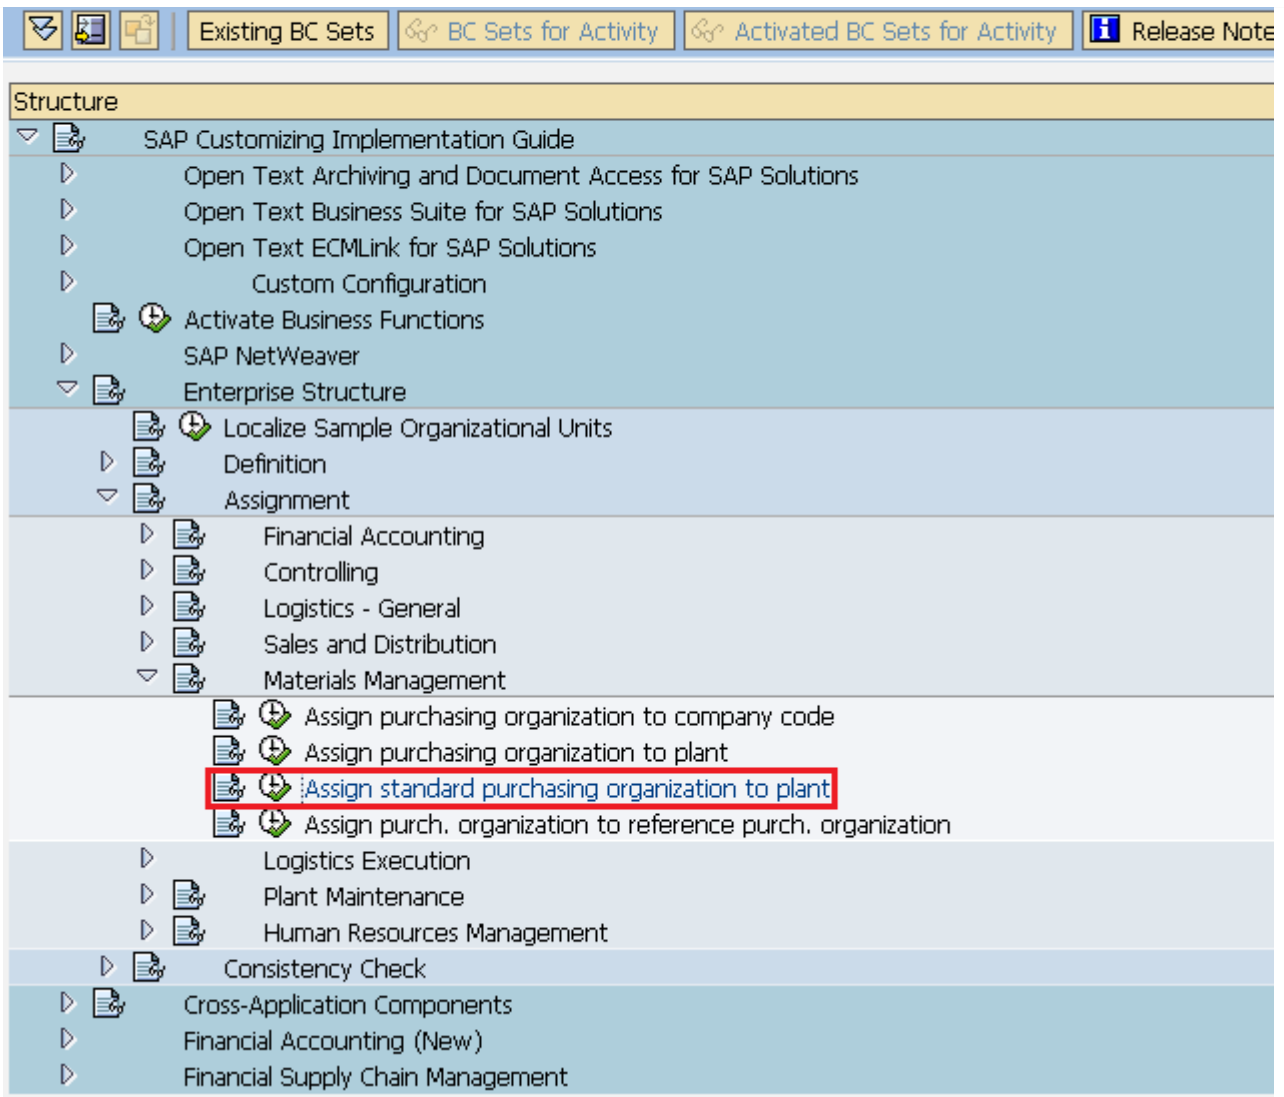 Existing BC Sets BC Sets for Activity Activated BC Sets for Activity Release Note
Structure
SAP Customizing Implementation Guide
Open Text Archiving and Document Access for SAP Solutions
Open Text Business Suite for SAP Solutions
Open Text ECMLink for SAP Solutions
Custom Configuration
Activate Business Functions
SAP NetWeaver
Enterprise Structure
Localize Sample Organizational Units
Definition
Assignment
Financial Accounting
Controlling
Logistics - General
Sales and Distribution
Materials Management
Assign purchasing organization to company code
Assign purchasing organization to plant
Assign standard purchasing organization to plant
Assign purch. organization to reference purch. organization
Logistics Execution
Plant Maintenance
Human Resources Management
Consistency Check
Cross-Application Components
Financial Accounting (New)
Financial Supply Chain Management